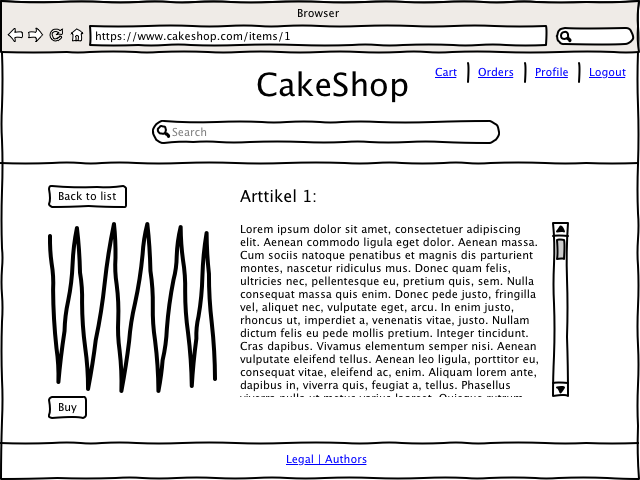 Browser
https://www.cakeshop.com/items/1
Cart
Orders
Profile
Logout
CakeShop
Search
Back to list
Arttikel 1:
Lorem ipsum dolor sit amet, consectetuer adipiscing
elit. Aenean commodo ligula eget dolor. Aenean massa.
Cum sociis natoque penatibus et magnis dis parturient
montes, nascetur ridiculus mus. Donec quam felis,
ultricies nec, pellentesque eu, pretium quis, sem. Nulla
consequat massa quis enim. Donec pede justo, fringilla
vel, aliquet nec, vulputate eget, arcu. In enim justo,
rhoncus ut, imperdiet a, venenatis vitae, justo. Nullam
dictum felis eu pede mollis pretium. Integer tincidunt.
Cras dapibus. Vivamus elementum semper nisi. Aenean
vulputate eleifend tellus. Aenean leo ligula, porttitor eu,
consequat vitae, eleifend ac, enim. Aliquam lorem ante,
dapibus in, viverra quis, feugiat a, tellus. Phasellus
Buy
Legal | Authors